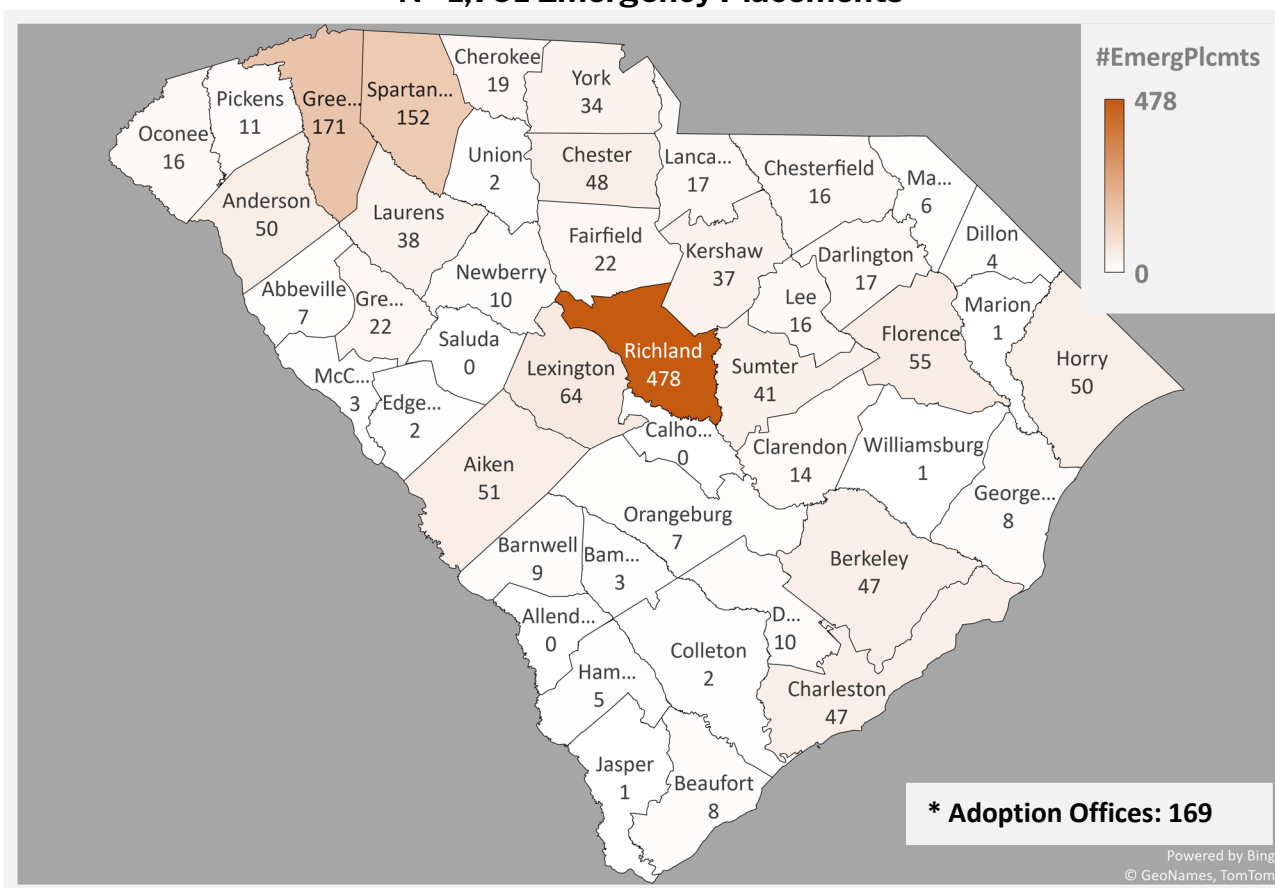 Emergency Placements
#EmergPlcmts
478
0
Cherokee
19
York
34
Pickens
11
Gree...
171
Spartan...
152
Oconee
16
Union
2
Chester
48
Lanca...
17
Chesterfield
16
Ma...
6
Anderson
50
Laurens
38
Fairfield
22
Kershaw
37
Darlington
17
Dillon
4
Newberry
10
Abbeville
7
Gree...
22
Lee
16
Marion
1
Saluda
0
Richland
478
Florence
55
Horry
50
McC...
3
Edge...
2
Lexington
64
Sumter
41
Calho...
0
Clarendon
14
Williamsburg
1
Aiken
51
George...
8
Orangeburg
7
Barnwell
9
Bam...
3
Berkeley
47
Allend...
0
D...
10
Colleton
2
Ham...
5
Charleston
47
Jasper
1
Beaufort
8
* Adoption Offices: 169
Powered by Bing
© GeoNames, TomTom